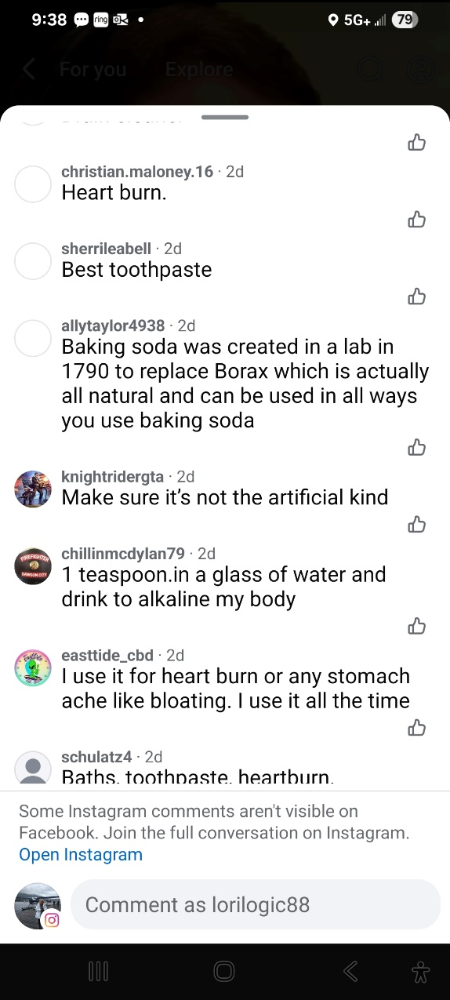 9:38
ring
5G+
79
For you
Explore
christian.maloney.16 · 2d
Heart burn.
sherrileabell · 2d
Best toothpaste
allytaylor4938 · 2d
Baking soda was created in a lab in
1790 to replace Borax which is actually
all natural and can be used in all ways
you use baking soda
knightridergta · 2d
Make sure it’s not the artificial kind
chillinmcdylan79 · 2d
FIREFIGHTER
DAWSON CITY
1 teaspoon.in a glass of water and
drink to alkaline my body
easttide_cbd · 2d
I use it for heart burn or any stomach
ache like bloating. I use it all the time
schulatz4 · 2d
Baths, toothpaste, heartburn.
Some Instagram comments aren't visible on
Facebook. Join the full conversation on Instagram.
Open Instagram
Comment as lorilogic88